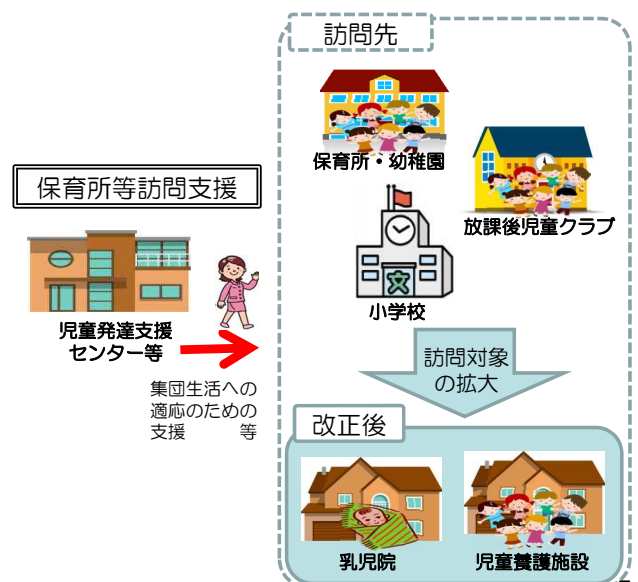 訪問先
保育所・幼稚園
放課後児童クラブ
小学校
文
保育所等訪問支援
児童発達支援
センター等
集団生活への
適応のための
支援　　等
訪問対象
の拡大
改正後
乳児院
児童養護施設